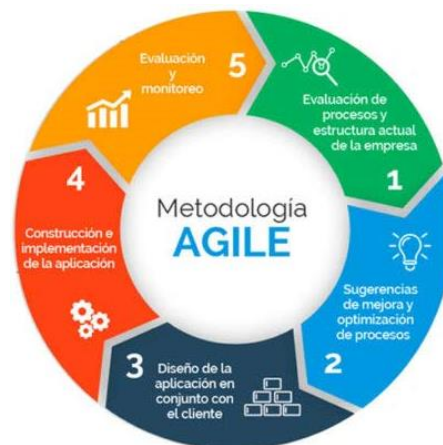 Metodología
AGILE
Evaluación de
procesos y
estructura actual
de la empresa
1
Sugerencias
de mejora y
optimización
de procesos
2
3
Diseño de la
aplicación en
conjunto con
el cliente
4
Construcción e
implementación
de la aplicación
Evaluación
y
monitoreo
5